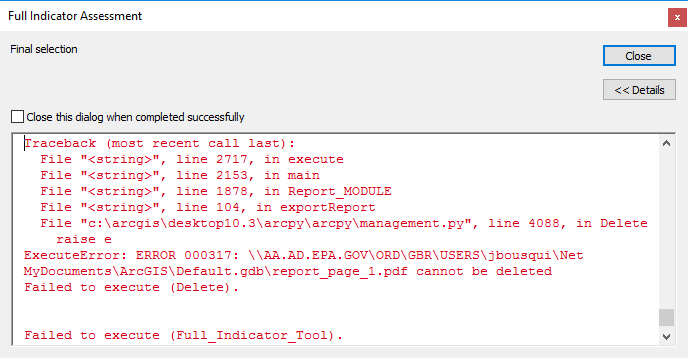 Full Indicator Assessment
x
Final selection
Close
<< Details
Close this dialog when completed successfully
Traceback (most recent call last):
File "<string>", line 2717, in execute
File "<string>", line 2153, in main
File "<string>", line 1878, in Report_MODULE
File "<string>", line 104, in exportReport
File "c:\arcgis\desktop10.3\arcpy\arcpy\management.py", line 4088, in Delete
raise e
ExecuteError: ERROR 000317: \\AA.AD.EPA.GOV\ORD\GBR\USERS\jbousqui\Net
MyDocuments\ArcGIS\Default.gdb\report_page_1.pdf cannot be deleted
Failed to execute (Delete).
Failed to execute (Full_Indicator_Tool).